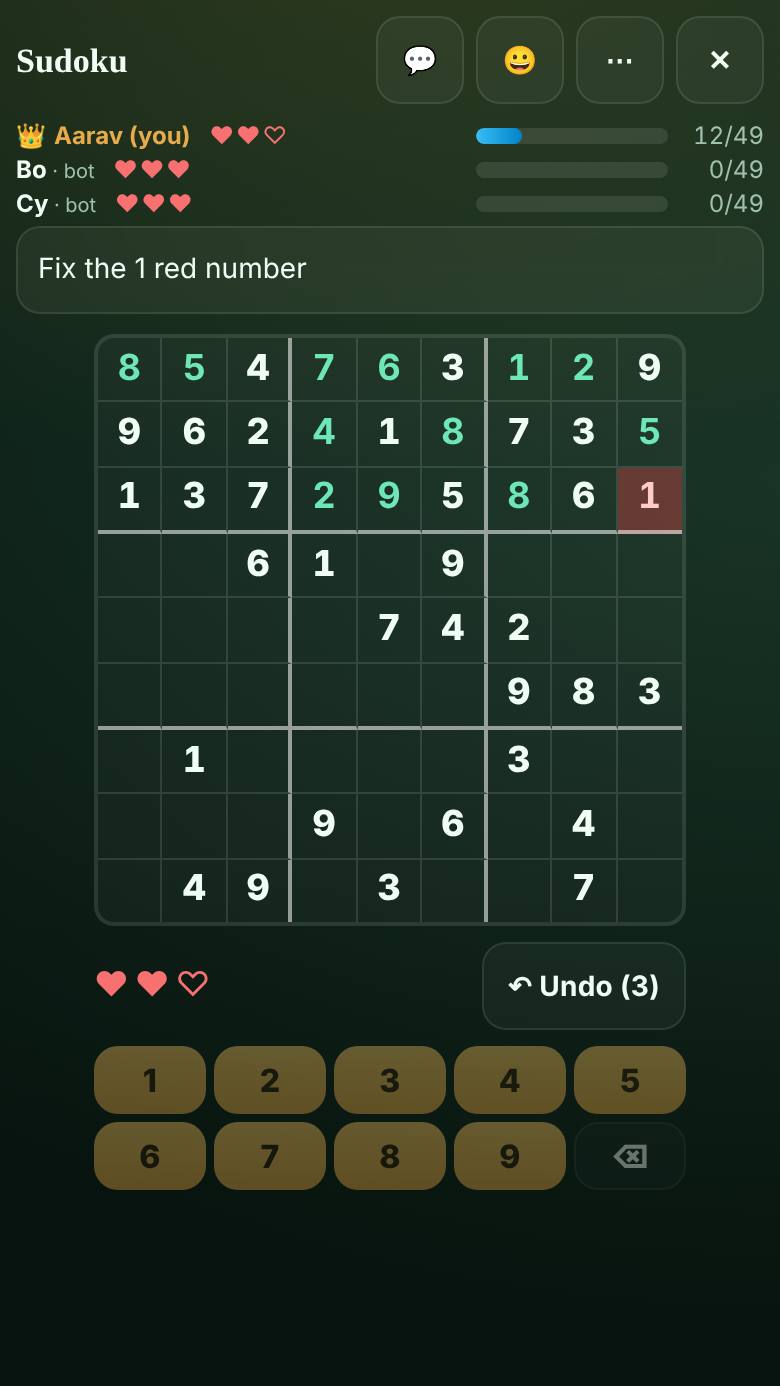 Sudoku 💬 😀 ··· ✕
👑 Aarav (you) ♥♥♡ 12/49
Bo · bot ♥♥♥ 0/49
Cy · bot ♥♥♥ 0/49
Fix the 1 red number
8 5 4 7 6 3 1 2 9
9 6 2 4 1 8 7 3 5
1 3 7 2 9 5 8 6 1
6 1 9
7 4 2
9 8 3
1 3
9 6 4
4 9 3 7
♥♥♡ ↶ Undo (3)
1 2 3 4 5
6 7 8 9 ⌫